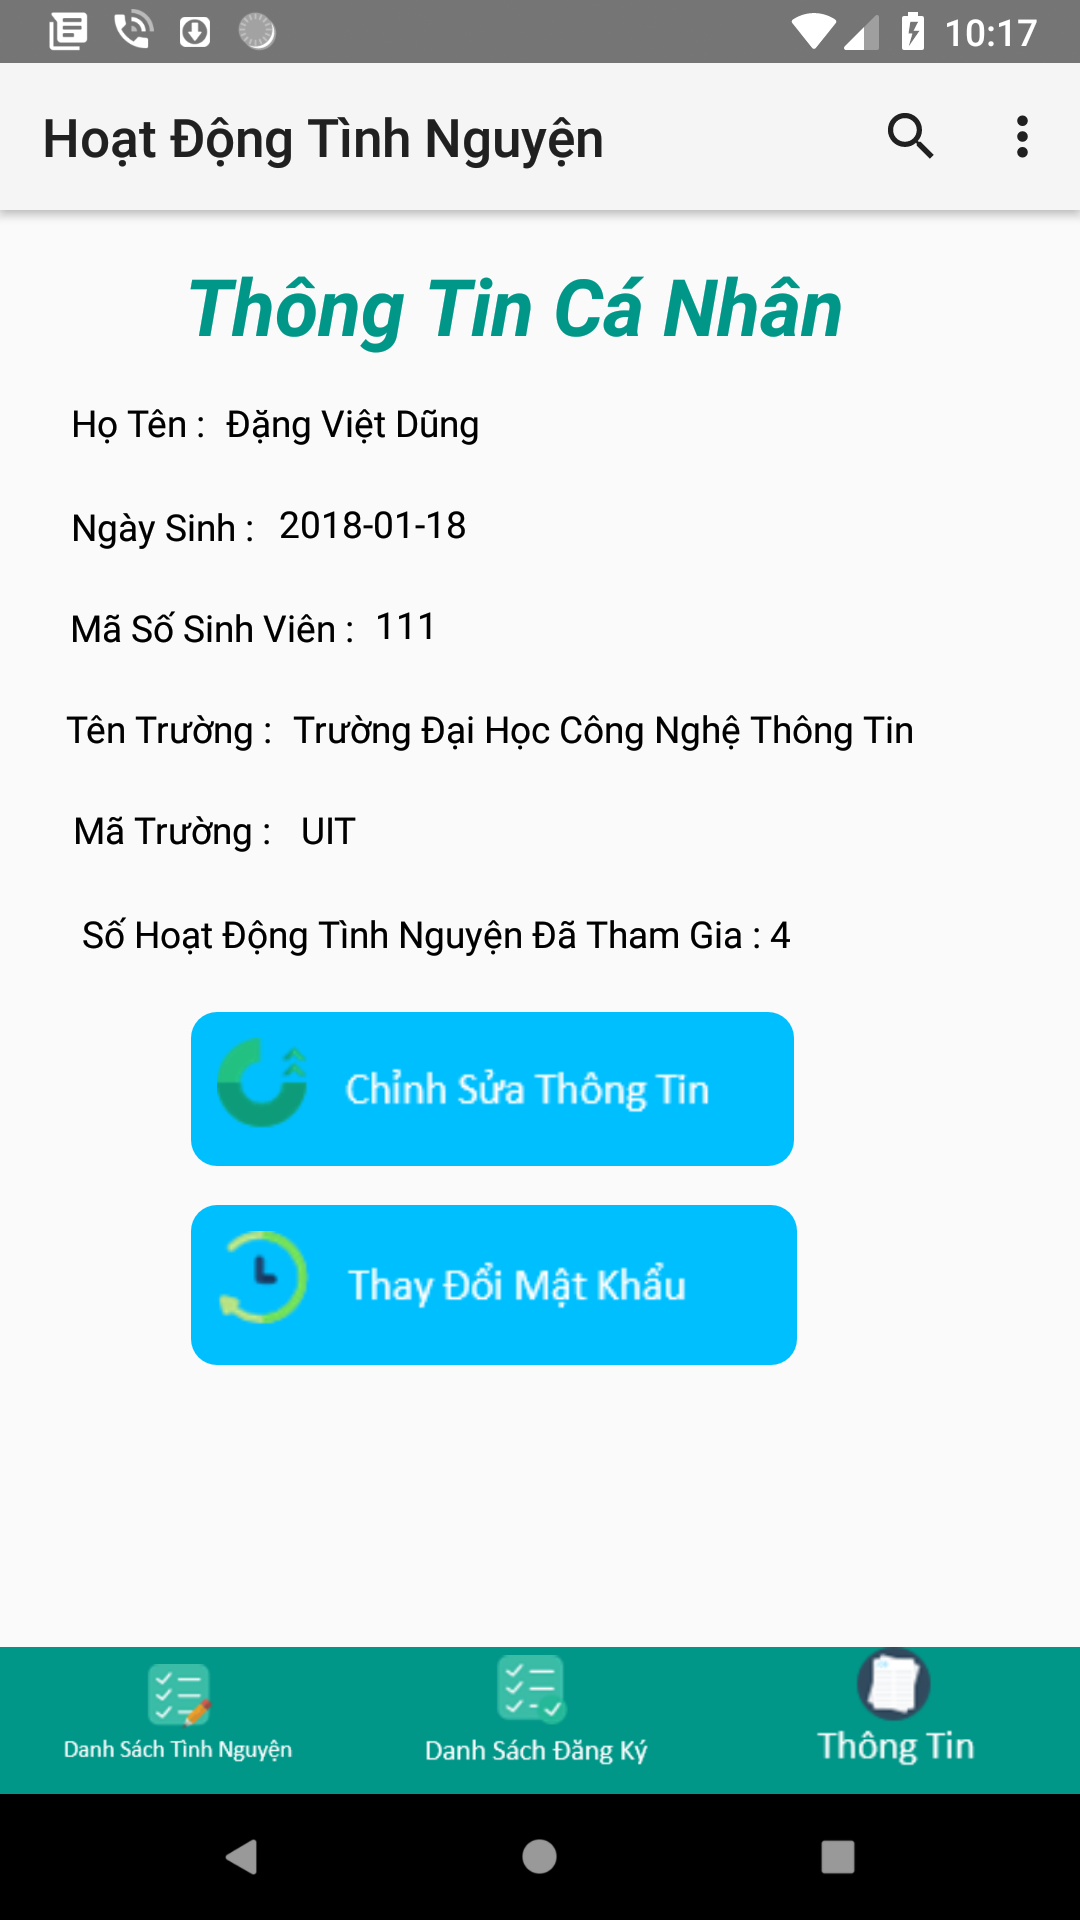 10:17
Hoạt Động Tình Nguyện
Thông Tin Cá Nhân
Họ Tên : Đặng Việt Dũng
Ngày Sinh : 2018-01-18
Mã Số Sinh Viên : 111
Tên Trường : Trường Đại Học Công Nghệ Thông Tin
Mã Trường : UIT
Số Hoạt Động Tình Nguyện Đã Tham Gia : 4
Chỉnh Sửa Thông Tin
Thay Đổi Mật Khẩu
Danh Sách Tình Nguyện
Danh Sách Đăng Ký
Thông Tin